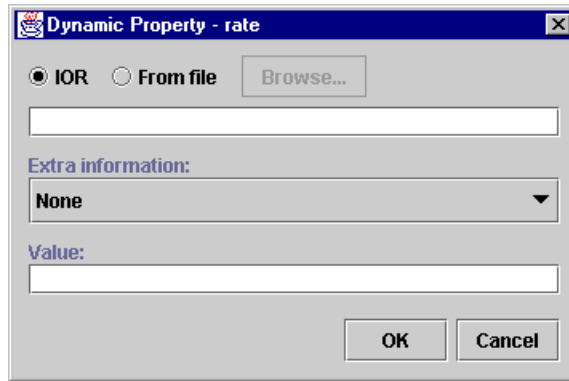 Dynamic Property - rate
IOR From file Browse...
Extra information:
None
Value:
OK Cancel